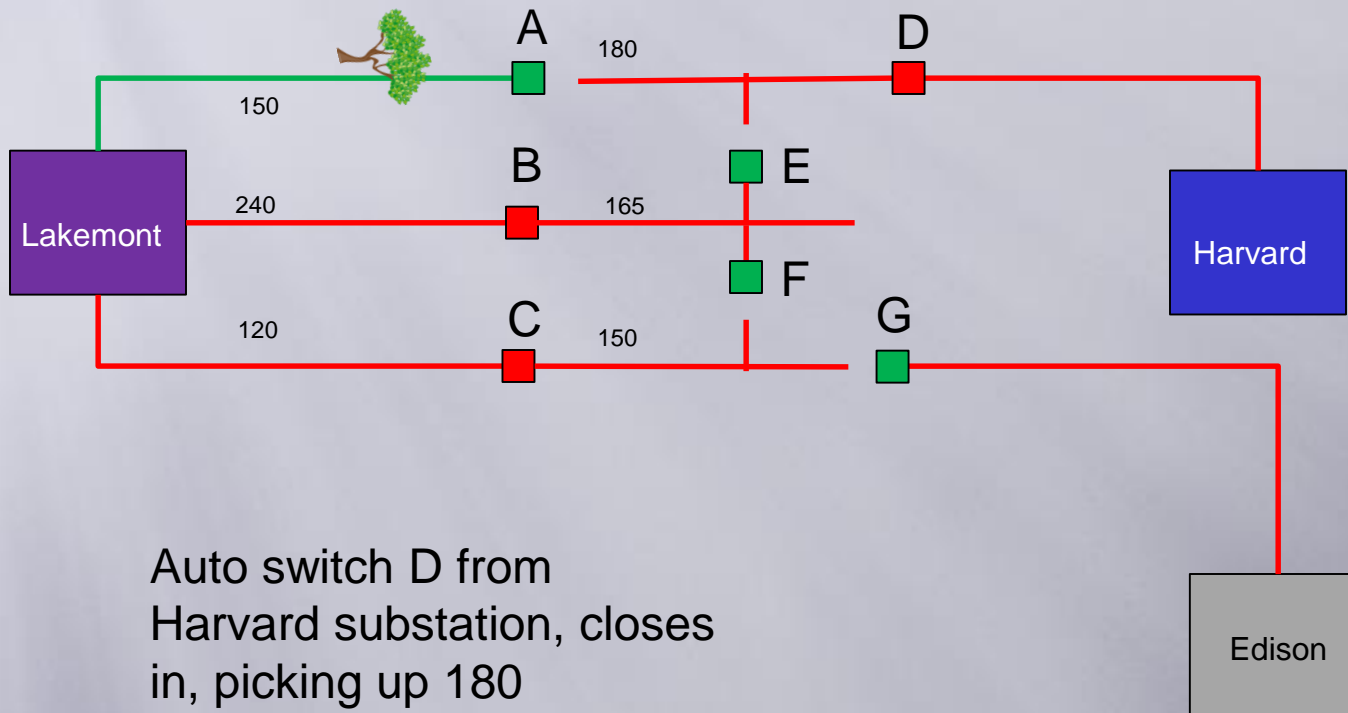 A
180
D
150
B
E
240
165
Lakemont
Harvard
F
C
G
120
150
Auto switch D from
Harvard substation, closes
in, picking up 180
Edison